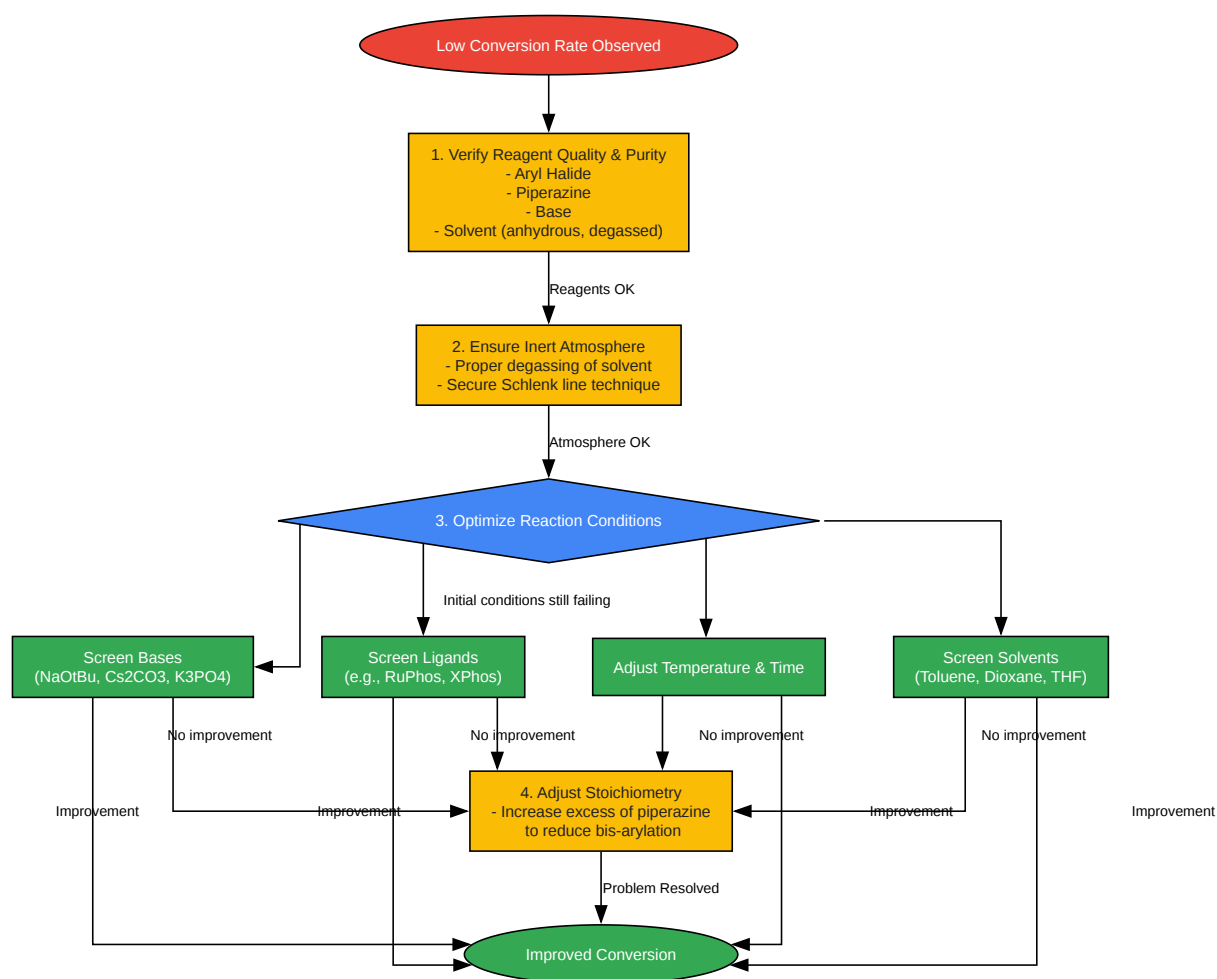 Low Conversion Rate Observed
1. Verify Reagent Quality & Purity
- Aryl Halide
- Piperazine
- Base
- Solvent (anhydrous, degassed)
Reagents OK
2. Ensure Inert Atmosphere
- Proper degassing of solvent
- Secure Schlenk line technique
Atmosphere OK
3. Optimize Reaction Conditions
Initial conditions still failing
Screen Bases
(NaOtBu, Cs2CO3, K3PO4)
Screen Ligands
(e.g., RuPhos, XPhos)
Adjust Temperature & Time
Screen Solvents
(Toluene, Dioxane, THF)
No improvement
No improvement
No improvement
No improvement
Improvement
Improvement
4. Adjust Stoichiometry
- Increase excess of piperazine
to reduce bis-arylation
Improvement
Improvement
Problem Resolved
Improved Conversion